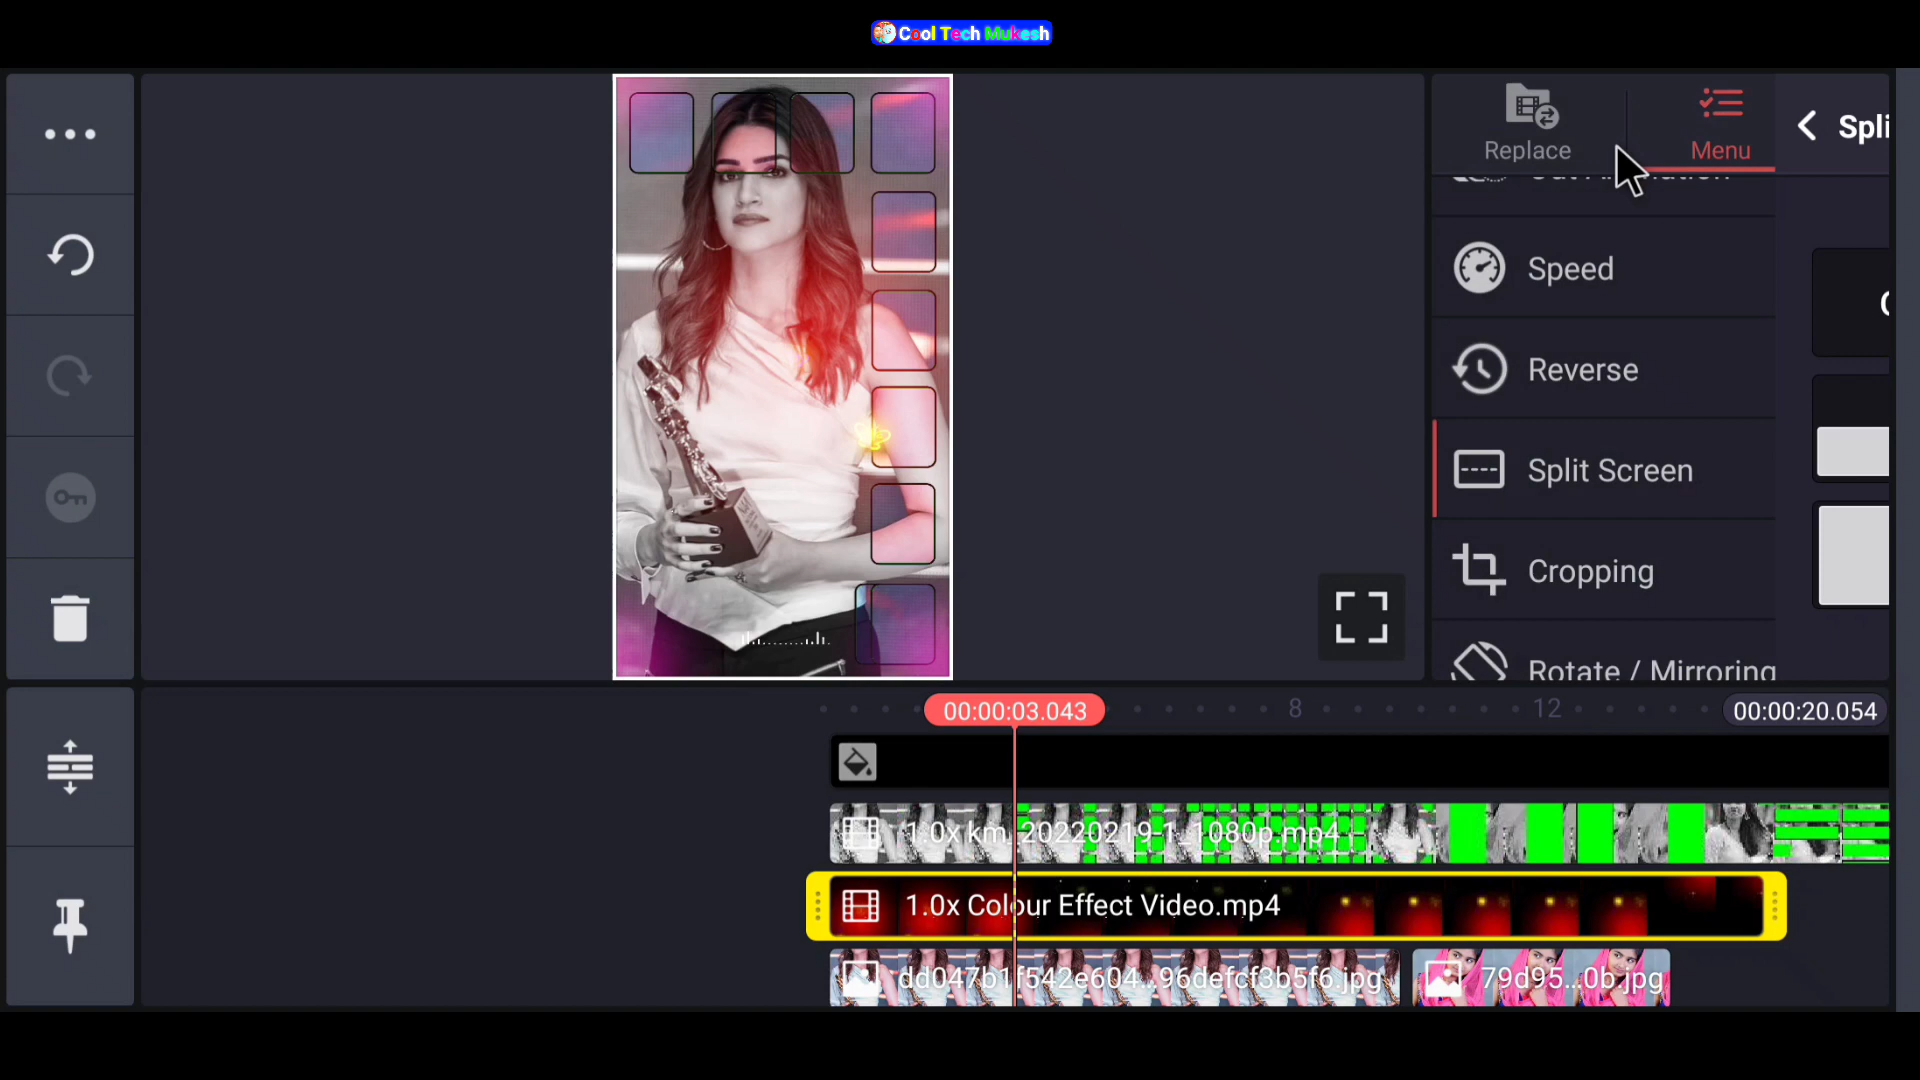 Cool Tech Mukesh
Replace
Menu
Spli
Speed
Reverse
Split Screen
Cropping
Rotate / Mirroring
00:00:03.043
8
12
00:00:20.054
1.0x km_20220219-1_1080p.mp4
1.0x Colour Effect Video.mp4
dd047b1f542e604...96defcf3b5f6.jpg
79d95...0b.jpg